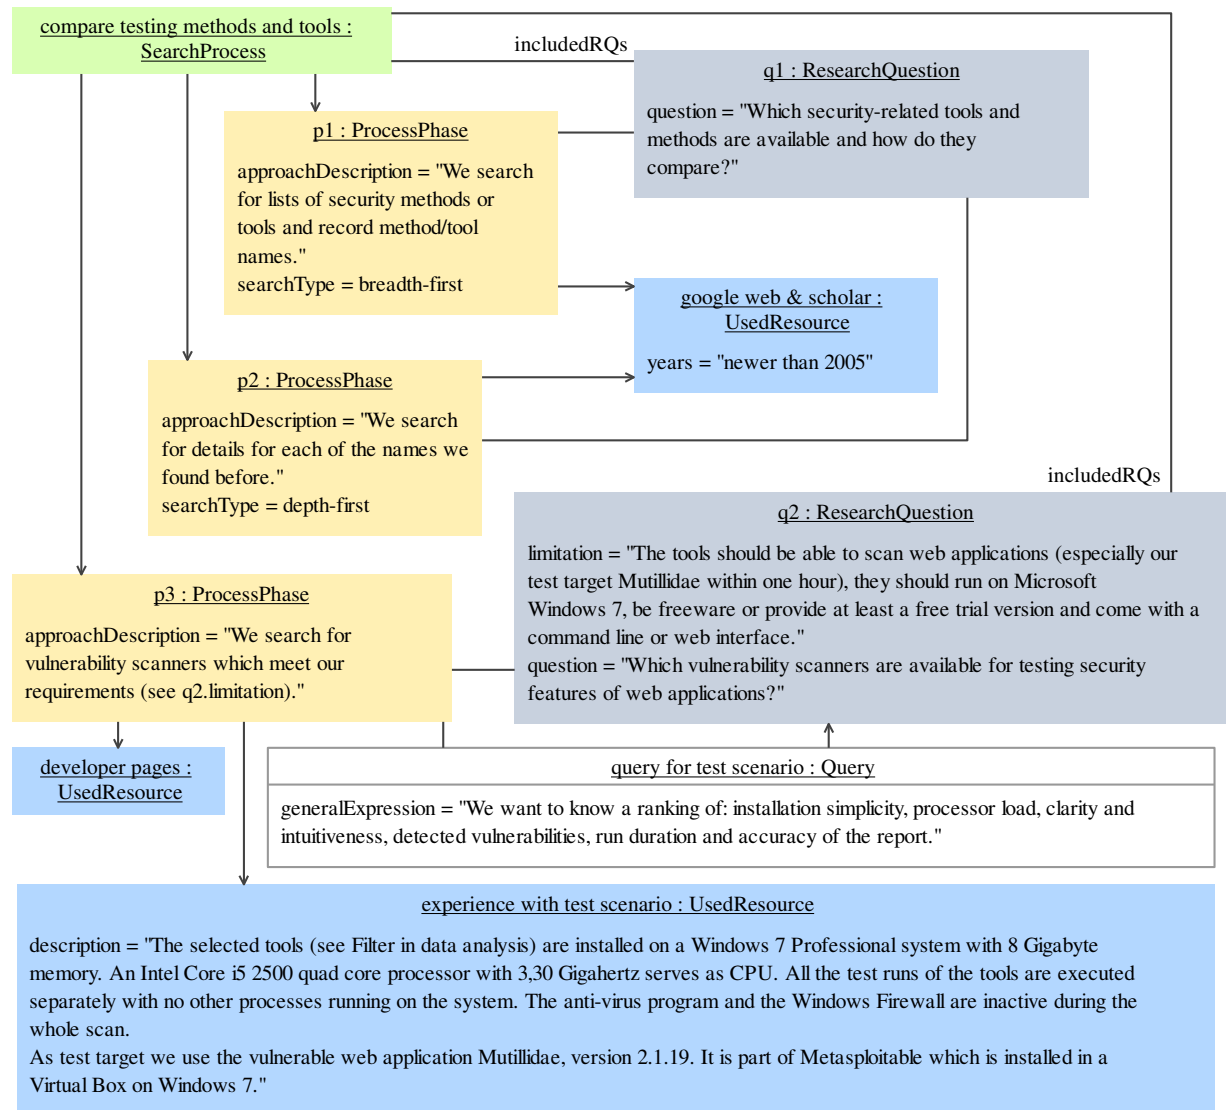 compare testing methods and tools :
SearchProcess
includedRQs
q1 : ResearchQuestion
question = "Which security-related tools and
methods are available and how do they
compare?"
p1 : ProcessPhase
approachDescription = "We search
for lists of security methods or
tools and record method/tool
names."
searchType = breadth-first
google web & scholar :
UsedResource
years = "newer than 2005"
p2 : ProcessPhase
approachDescription = "We search
for details for each of the names we
found before."
searchType = depth-first
includedRQs
q2 : ResearchQuestion
limitation = "The tools should be able to scan web applications (especially our
test target Mutillidae within one hour), they should run on Microsoft
Windows 7, be freeware or provide at least a free trial version and come with a
command line or web interface."
question = "Which vulnerability scanners are available for testing security
features of web applications?"
p3 : ProcessPhase
approachDescription = "We search for
vulnerability scanners which meet our
requirements (see q2.limitation)."
developer pages :
UsedResource
query for test scenario : Query
generalExpression = "We want to know a ranking of: installation simplicity, processor load, clarity and
intuitiveness, detected vulnerabilities, run duration and accuracy of the report."
experience with test scenario : UsedResource
description = "The selected tools (see Filter in data analysis) are installed on a Windows 7 Professional system with 8 Gigabyte
memory. An Intel Core i5 2500 quad core processor with 3,30 Gigahertz serves as CPU. All the test runs of the tools are executed
separately with no other processes running on the system. The anti-virus program and the Windows Firewall are inactive during the
whole scan.
As test target we use the vulnerable web application Mutillidae, version 2.1.19. It is part of Metasploitable which is installed in a
Virtual Box on Windows 7."